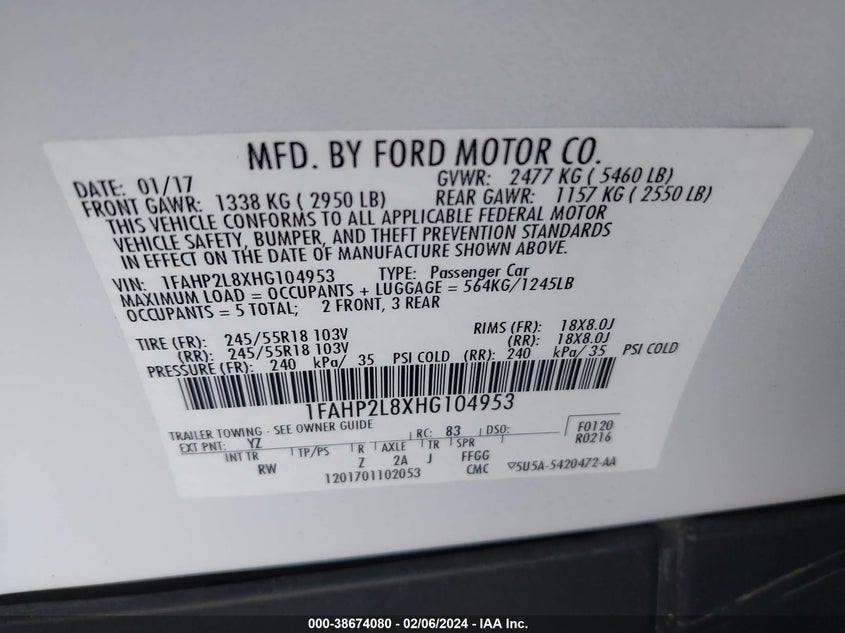 MFD. BY FORD MOTOR CO.
DATE: 01/17 GVWR: 2477 KG ( 5460 LB)
FRONT GAWR: 1338 KG ( 2950 LB) REAR GAWR: 1157 KG ( 2550 LB)
THIS VEHICLE CONFORMS TO ALL APPLICABLE FEDERAL MOTOR
VEHICLE SAFETY, BUMPER, AND THEFT PREVENTION STANDARDS
IN EFFECT ON THE DATE OF MANUFACTURE SHOWN ABOVE.
VIN: 1FAHP2L8XHG104953 TYPE: Passenger Car
MAXIMUM LOAD = OCCUPANTS + LUGGAGE = 564KG/1245LB
OCCUPANTS = 5 TOTAL; 2 FRONT, 3 REAR
TIRE (FR): 245/55R18 103V RIMS (FR): 18X8.0J
(RR): 245/55R18 103V (RR): 18X8.0J
PRESSURE (FR): 240 kPa/ 35 PSI COLD (RR): 240 kPa/ 35 PSI COLD
1FAHP2L8XHG104953
TRAILER TOWING - SEE OWNER GUIDE RC: 83 DSO: F0120
EXT PNT: YZ R0216
INT TR TP/PS R AXLE TR SPR
RW Z 2A J FFGG
1201701102053 CMC 5U5A-5420472-AA
000-38674080 - 02/06/2024 - IAA Inc.